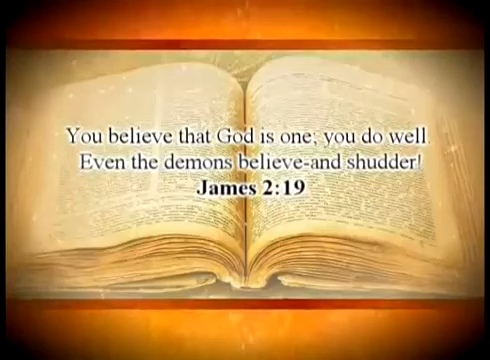 You believe that God is one; you do well
Even the demons believe-and shudder!
James 2:19